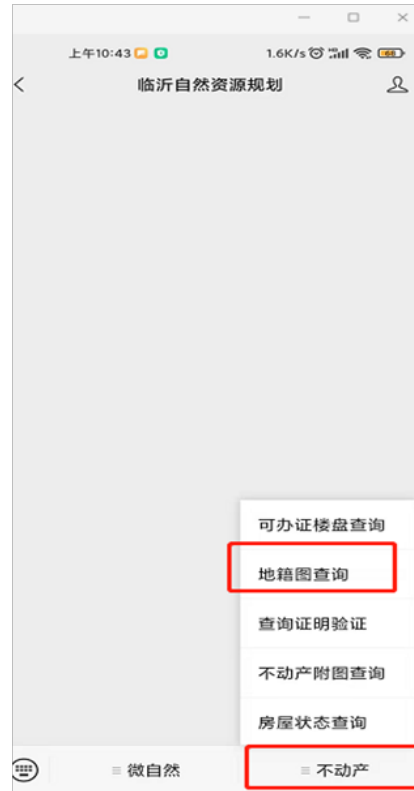 上午10:43 1.6K/s 68
临沂自然资源规划
可办证楼盘查询
地籍图查询
查询证明验证
不动产附图查询
房屋状态查询
微自然 不动产